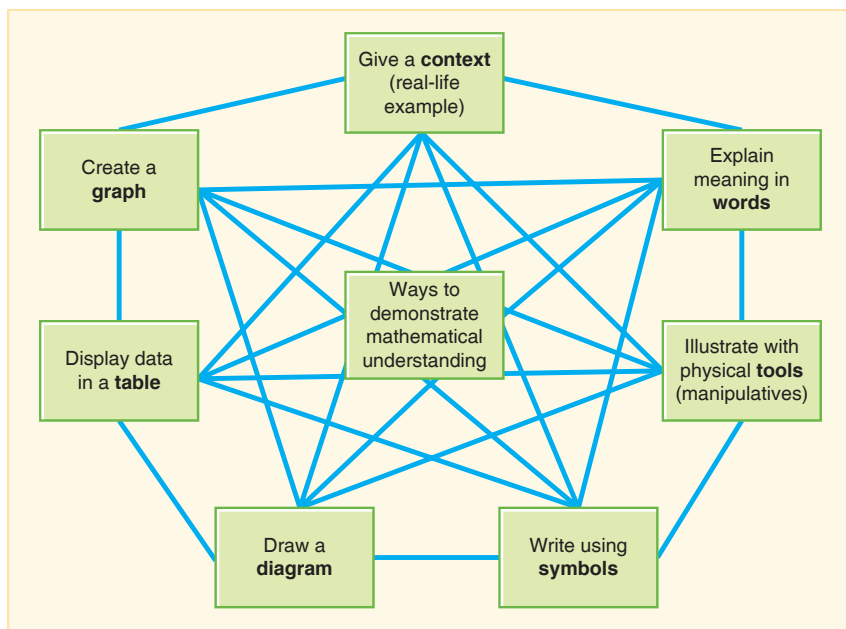 Give a context
(real-life
example)
Create a
graph
Explain
meaning in
words
Ways to
demonstrate
mathematical
understanding
Display data
in a table
Illustrate with
physical tools
(manipulatives)
Draw a
diagram
Write using
symbols